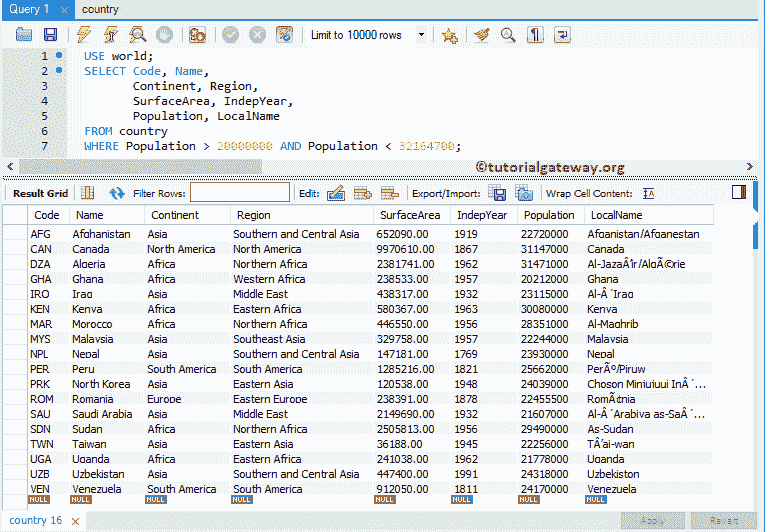 Query 1 × country
Limit to 10000 rows
1 USE world;
2 SELECT Code, Name,
3 Continent, Region,
4 SurfaceArea, IndepYear,
5 Population, LocalName
6 FROM country
7 WHERE Population > 20000000 AND Population < 32164700;
©tutorialgateway.org
Result Grid Filter Rows: Edit: Export/Import: Wrap Cell Content: IA
Code Name Continent Region SurfaceArea IndepYear Population LocalName
AFG Afghanistan Asia Southern and Central Asia 652090.00 1919 22720000 Afganistan/Afqanestan
CAN Canada North America North America 9970610.00 1867 31147000 Canada
DZA Algeria Africa Northern Africa 2381741.00 1962 31471000 Al-JazaÂ´ir/AlgÃ©rie
GHA Ghana Africa Western Africa 238533.00 1957 20212000 Ghana
IRQ Iraq Asia Middle East 438317.00 1932 23115000 Al-Â´Iraq
KEN Kenya Africa Eastern Africa 580367.00 1963 30080000 Kenya
MAR Morocco Africa Northern Africa 446550.00 1956 28351000 Al-Maghrib
MYS Malaysia Asia Southeast Asia 329758.00 1957 22244000 Malaysia
NPL Nepal Asia Southern and Central Asia 147181.00 1769 23930000 Nepal
PER Peru South America South America 1285216.00 1821 25662000 PerÃº/Piruw
PRK North Korea Asia Eastern Asia 120538.00 1948 24039000 Choson Minjujuui InÂ´...
ROM Romania Europe Eastern Europe 238391.00 1878 22455500 RomÃ¢nia
SAU Saudi Arabia Asia Middle East 2149690.00 1932 21607000 Al-Â´Arabiya as-SaÂ´...
SDN Sudan Africa Northern Africa 2505813.00 1956 29490000 As-Sudan
TWN Taiwan Asia Eastern Asia 36188.00 1945 22256000 TÂ´ai-wan
UGA Uganda Africa Eastern Africa 241038.00 1962 21778000 Uganda
UZB Uzbekistan Asia Southern and Central Asia 447400.00 1991 24318000 Uzbekiston
VEN Venezuela South America South America 912050.00 1811 24170000 Venezuela
NULL NULL NULL NULL NULL NULL NULL NULL
country 16 × Apply Revert